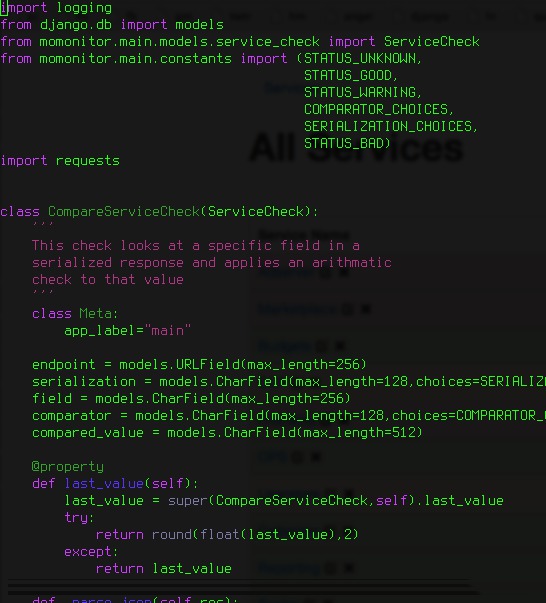 import logging
from django.db import models
from momonitor.main.models.service_check import ServiceCheck
from momonitor.main.constants import (STATUS_UNKNOWN,
                                      STATUS_GOOD,
                                      STATUS_WARNING,
                                      COMPARATOR_CHOICES,
                                      SERIALIZATION_CHOICES,
                                      STATUS_BAD)
All Services
import requests
class CompareServiceCheck(ServiceCheck):
    '''
Service Name
    This check looks at a specific field in a
    serialized response and applies an arithmatic
    check to that value
    '''
    class Meta:
        app_label="main"
    endpoint = models.URLField(max_length=256)
    serialization = models.CharField(max_length=128,choices=SERIALIZ
    field = models.CharField(max_length=256)
    comparator = models.CharField(max_length=128,choices=COMPARATOR_
    compared_value = models.CharField(max_length=512)
    @property
    def last_value(self):
        last_value = super(CompareServiceCheck,self).last_value
        try:
            return round(float(last_value),2)
        except:
            return last_value
    def _parse_json(self,res):